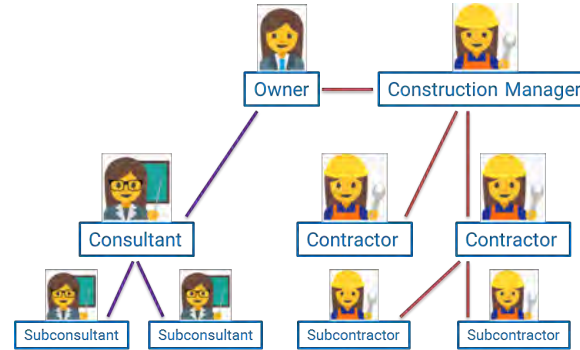 Owner
Construction Manager
Consultant
Contractor
Contractor
Subconsultant
Subconsultant
Subcontractor
Subcontractor